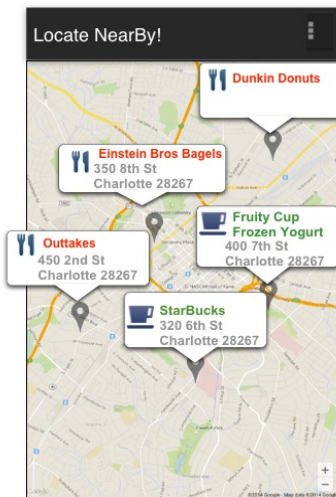 Locate NearBy!
Dunkin Donuts
Einstein Bros Bagels
350 8th St
Charlotte 28267
Fruity Cup
Frozen Yogurt
400 7th St
Charlotte 28267
Outtakes
450 2nd St
Charlotte 28267
StarBucks
320 6th St
Charlotte 28267
+
−